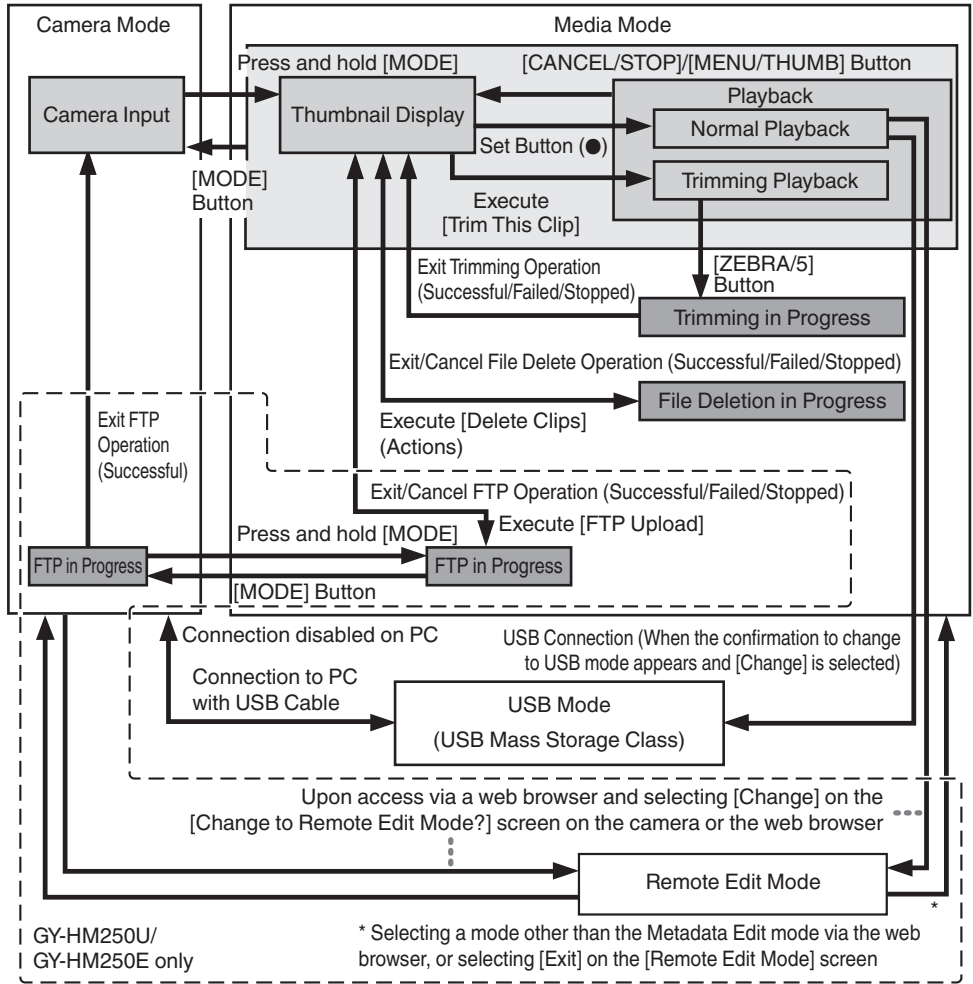 Camera Mode
Media Mode
Press and hold [MODE]
[CANCEL/STOP]/[MENU/THUMB] Button
Camera Input
Thumbnail Display
Playback
Normal Playback
Set Button (●)
[MODE]
Button
Trimming Playback
Execute
[Trim This Clip]
Exit Trimming Operation
(Successful/Failed/Stopped)
[ZEBRA/5]
Button
Trimming in Progress
Exit/Cancel File Delete Operation (Successful/Failed/Stopped)
File Deletion in Progress
Execute [Delete Clips]
(Actions)
Exit FTP
Operation
(Successful)
Exit/Cancel FTP Operation (Successful/Failed/Stopped)
Execute [FTP Upload]
Press and hold [MODE]
FTP in Progress
FTP in Progress
[MODE] Button
Connection disabled on PC
USB Connection (When the confirmation to change
to USB mode appears and [Change] is selected)
Connection to PC
with USB Cable
USB Mode
(USB Mass Storage Class)
Upon access via a web browser and selecting [Change] on the
[Change to Remote Edit Mode?] screen on the camera or the web browser
Remote Edit Mode
*
GY-HM250U/
GY-HM250E only
* Selecting a mode other than the Metadata Edit mode via the web
browser, or selecting [Exit] on the [Remote Edit Mode] screen